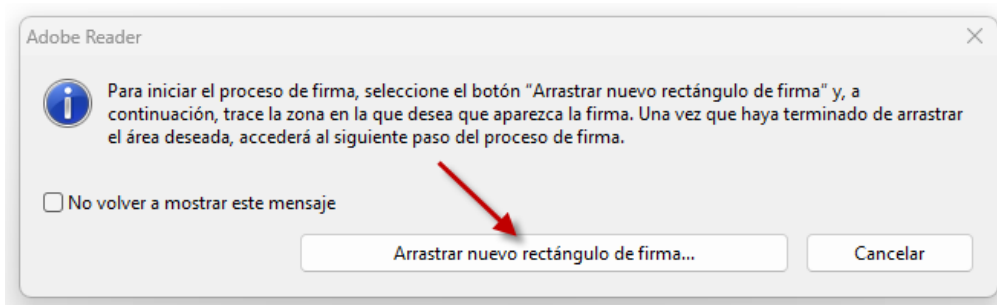 Adobe Reader
Para iniciar el proceso de firma, seleccione el botón “Arrastrar nuevo rectángulo de firma” y, a
continuación, trace la zona en la que desea que aparezca la firma. Una vez que haya terminado de arrastrar
el área deseada, accederá al siguiente paso del proceso de firma.
No volver a mostrar este mensaje
Arrastrar nuevo rectángulo de firma...
Cancelar